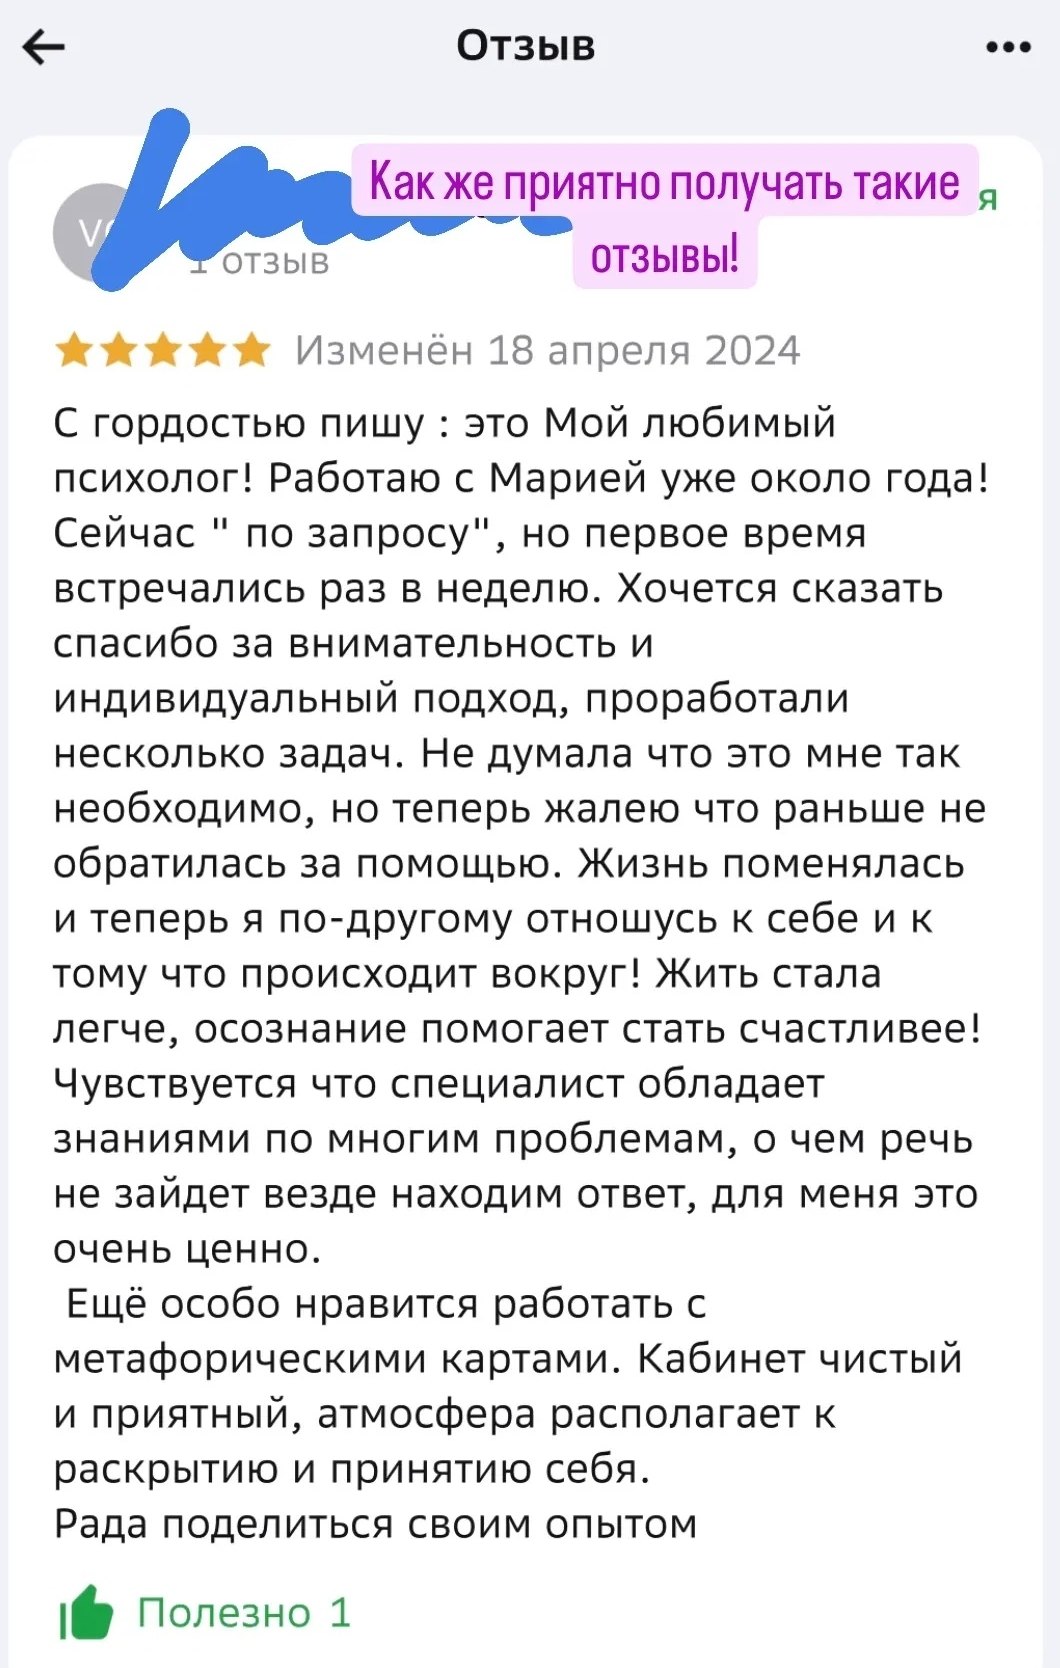 Отзыв
Как же приятно получать такие
отзывы!
я
1 отзыв
Изменён 18 апреля 2024
С гордостью пишу : это Мой любимый
психолог! Работаю с Марией уже около года!
Сейчас " по запросу", но первое время
встречались раз в неделю. Хочется сказать
спасибо за внимательность и
индивидуальный подход, проработали
несколько задач. Не думала что это мне так
необходимо, но теперь жалею что раньше не
обратилась за помощью. Жизнь поменялась
и теперь я по-другому отношусь к себе и к
тому что происходит вокруг! Жить стала
легче, осознание помогает стать счастливее!
Чувствуется что специалист обладает
знаниями по многим проблемам, о чем речь
не зайдет везде находим ответ, для меня это
очень ценно.
Ещё особо нравится работать с
метафорическими картами. Кабинет чистый
и приятный, атмосфера располагает к
раскрытию и принятию себя.
Рада поделиться своим опытом
Полезно 1